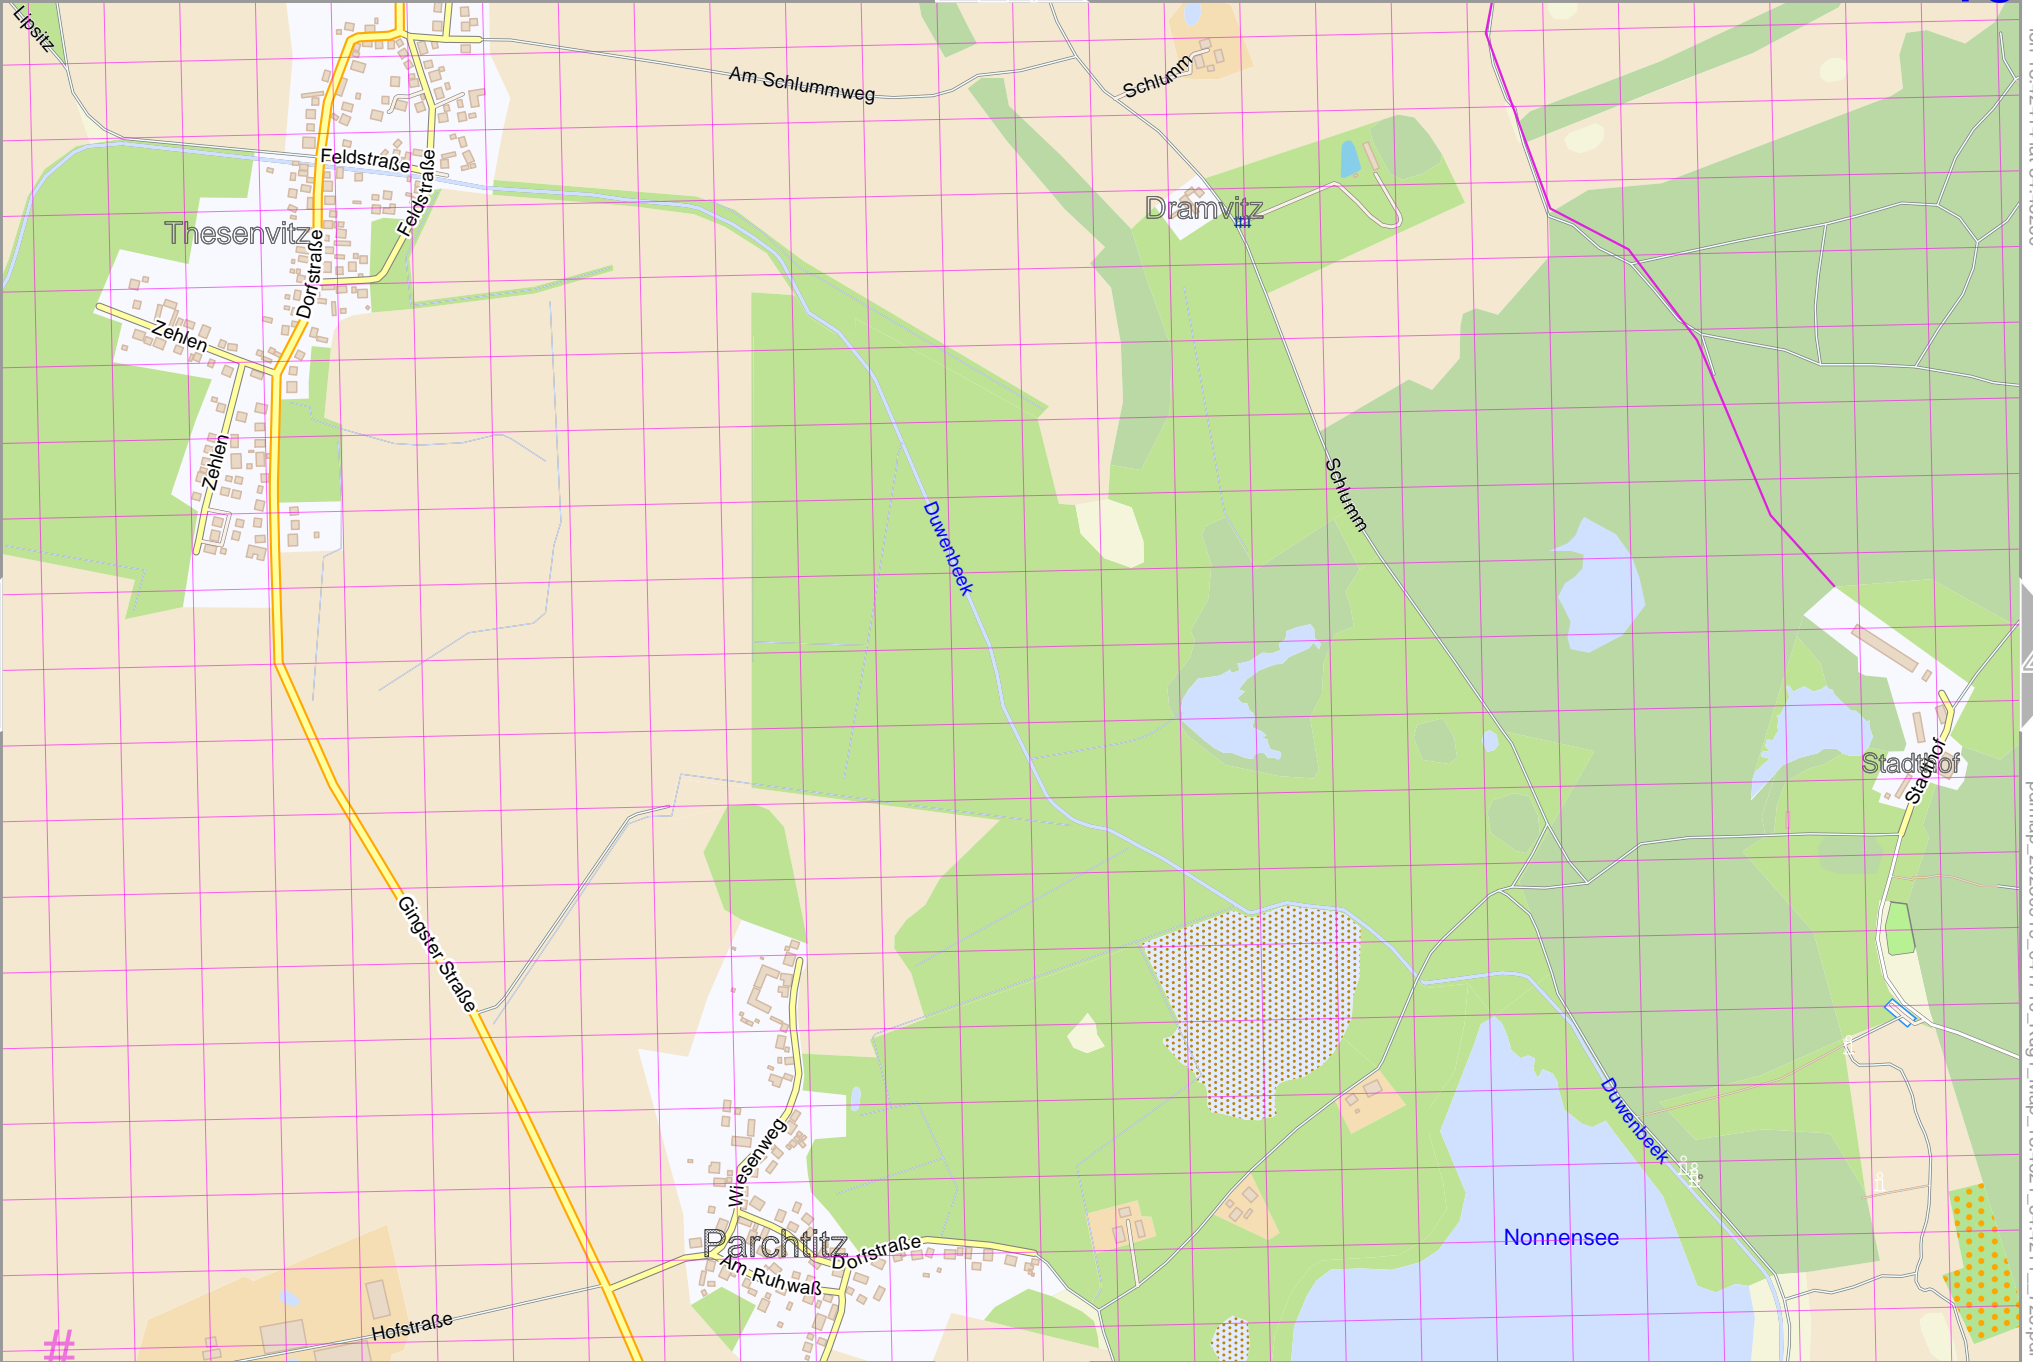 Lipsitz
Am Schlummweg
Schlumm
Feldstraße
Feldstraße
Dramvitz
Thesenvitz
Dorfstraße
Zehlen
Zehlen
Schlumm
Duwenbeek
Stadthof
Stadthof
Gingster Straße
Duwenbeek
Wiesenweg
Nonnensee
Parchtitz
Dorfstraße
Am Ruhwaß
Hofstraße
#